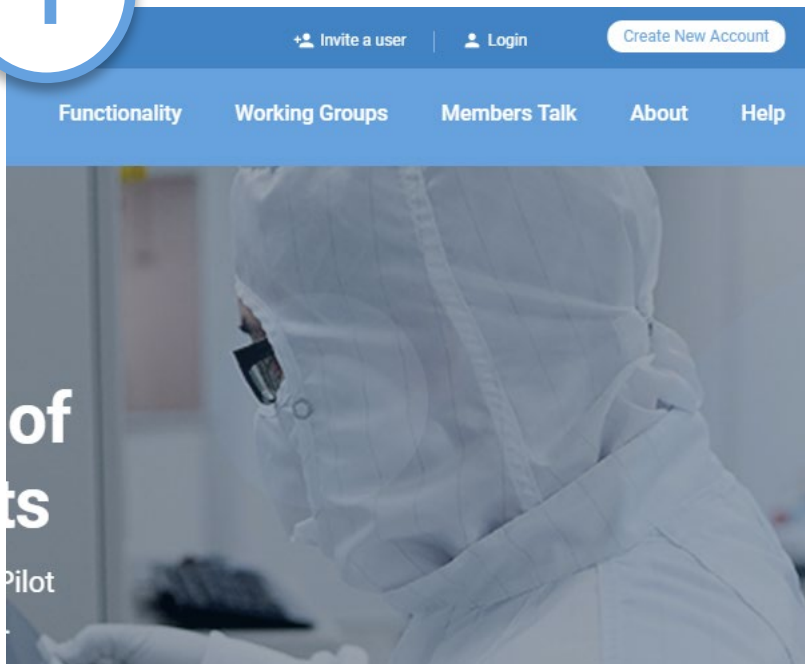 Invite a user
Login
Create New Account
Functionality
Working Groups
Members Talk
About
Help
of
ts
Pilot